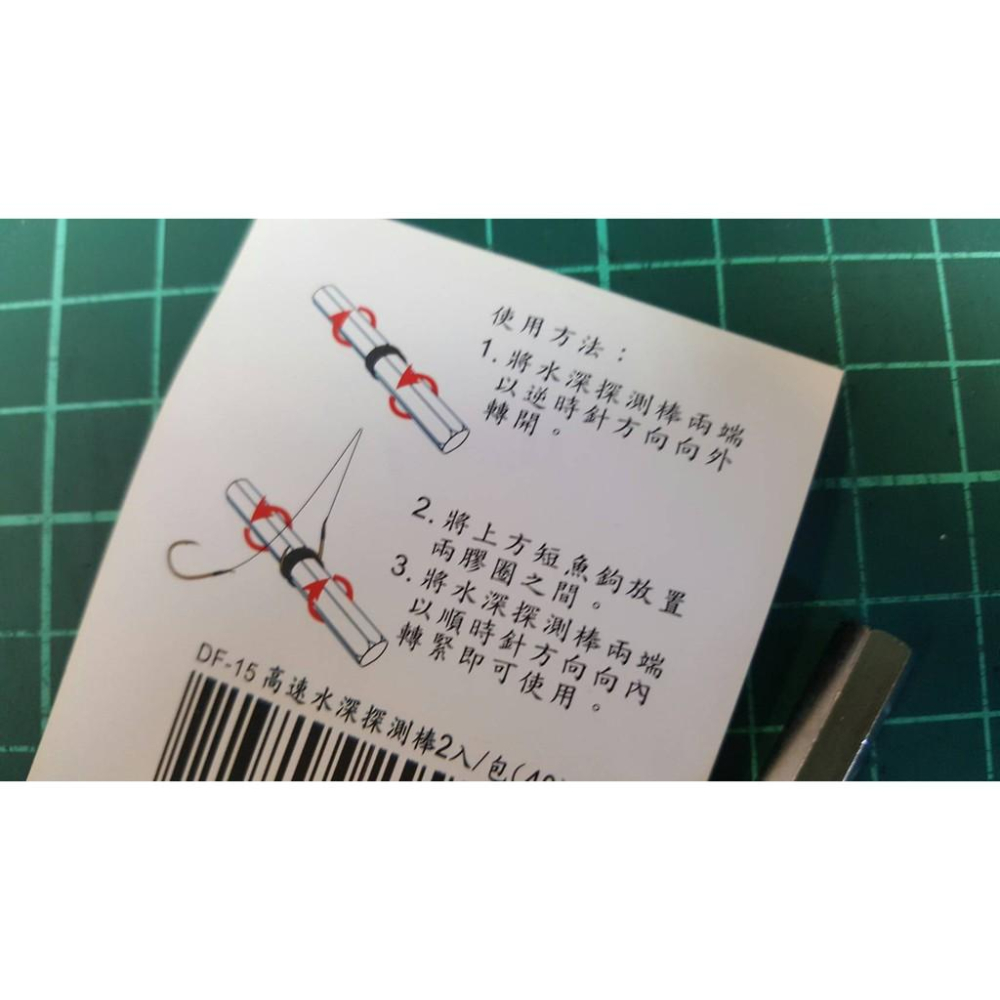 使用方法：
1. 將水深探測棒兩端
以逆時針方向向外
轉開。
2. 將上方短魚鉤放置
兩膠圈之間。
3. 將水深探測棒兩端
以順時針方向向內
轉緊即可使用。
DF-15高速水深探測棒2入/包